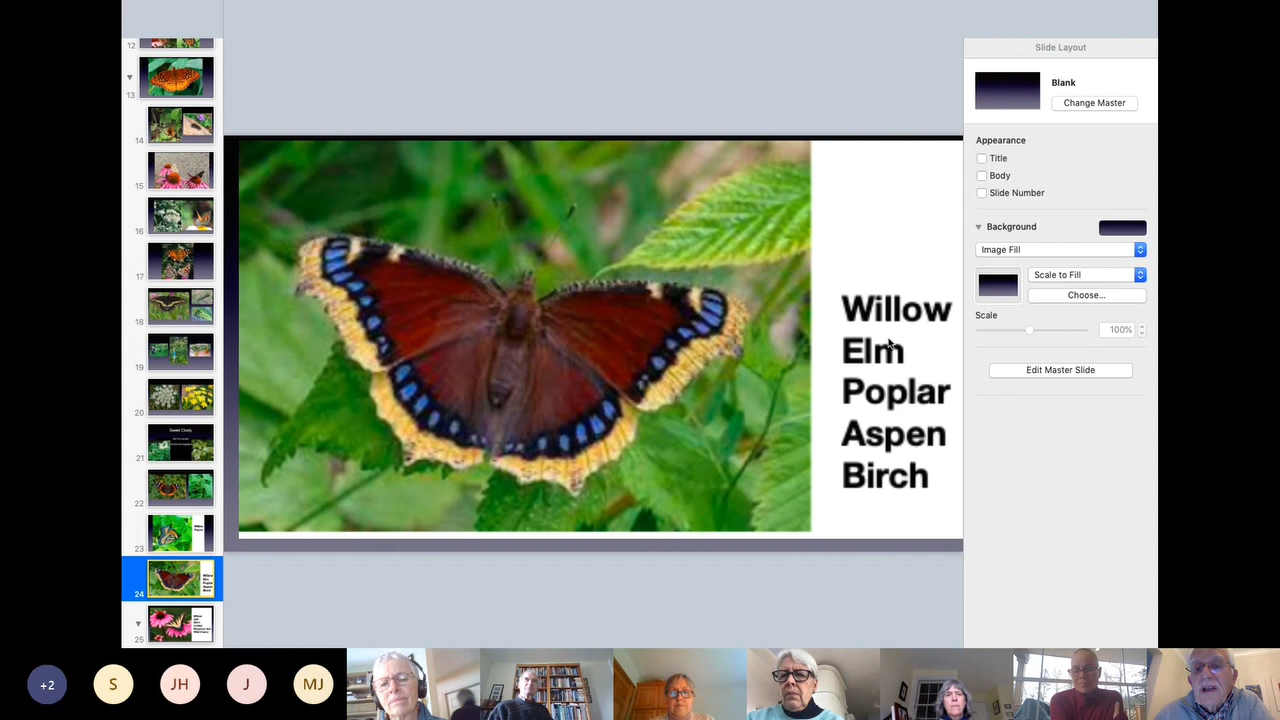 12
13
14
15
16
17
18
19
20
21
Sweet Cicely
22
23
24
25
Willow
Elm
Poplar
Aspen
Birch
Slide Layout
Blank
Change Master
Appearance
Title
Body
Slide Number
Background
Image Fill
Scale to Fill
Choose...
Scale
100%
Edit Master Slide
+2
S
JH
J
MJ